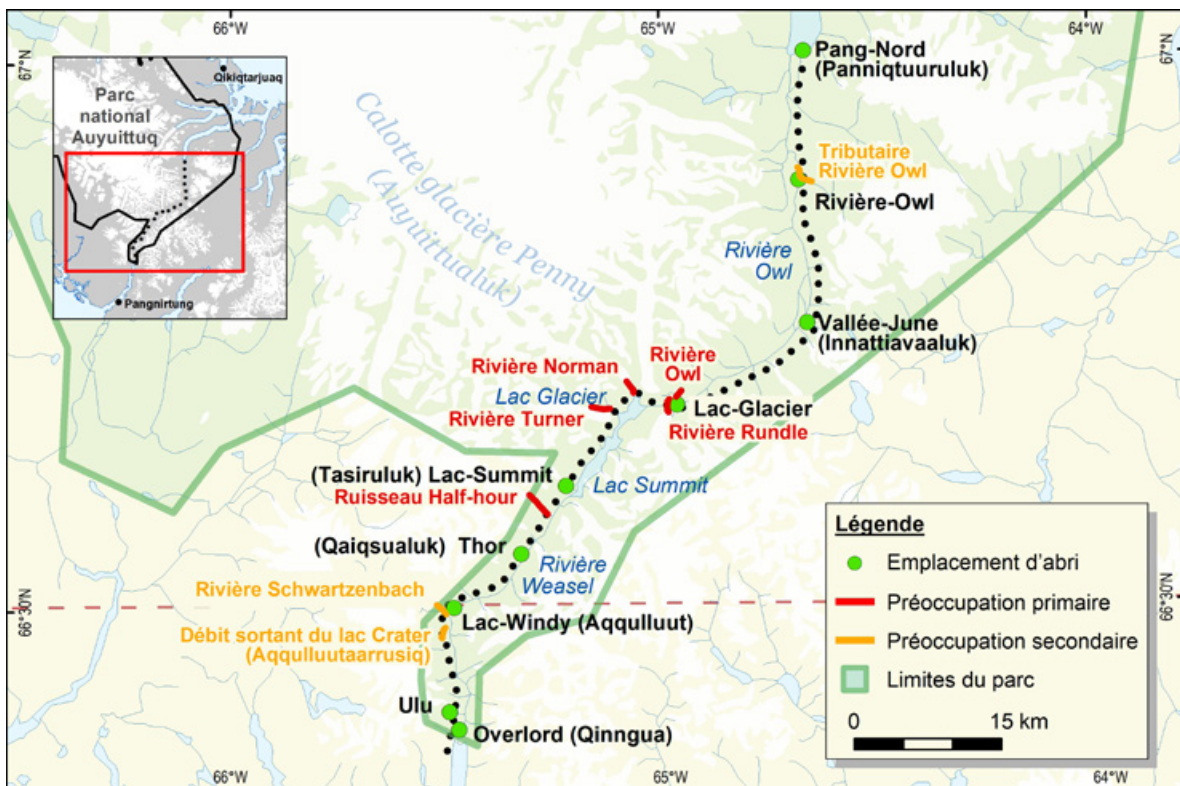 66°W
65°W
64°W
67°N
67°N
Qikiqtarjuaq
Parc
national
Auyuittuq
Pangnirtung
Calotte glaciére Penny
(Auyuittualuk)
Pang-Nord
(Panniqtuuruluk)
Tributaire
Rivière Owl
Rivière-Owl
Rivière
Owl
Vallée-June
(Innattiavaaluk)
Rivière Norman
Rivière
Owl
Lac Glacier
Rivière Turner
Lac-Glacier
Rivière Rundle
(Tasiruluk) Lac-Summit
Ruisseau Half-hour
Lac Summit
(Qaiqsualuk) Thor
Rivière
Weasel
Rivière Schwartzenbach
66°30'N
66°30'N
Lac-Windy (Aqqulluut)
Débit sortant du lac Crater
(Aqqulluutaarrusiq)
Ulu
Overlord (Qinngua)
Légende
Emplacement d'abri
Préoccupation primaire
Préoccupation secondaire
Limites du parc
0 15 km
66°W
65°W
64°W